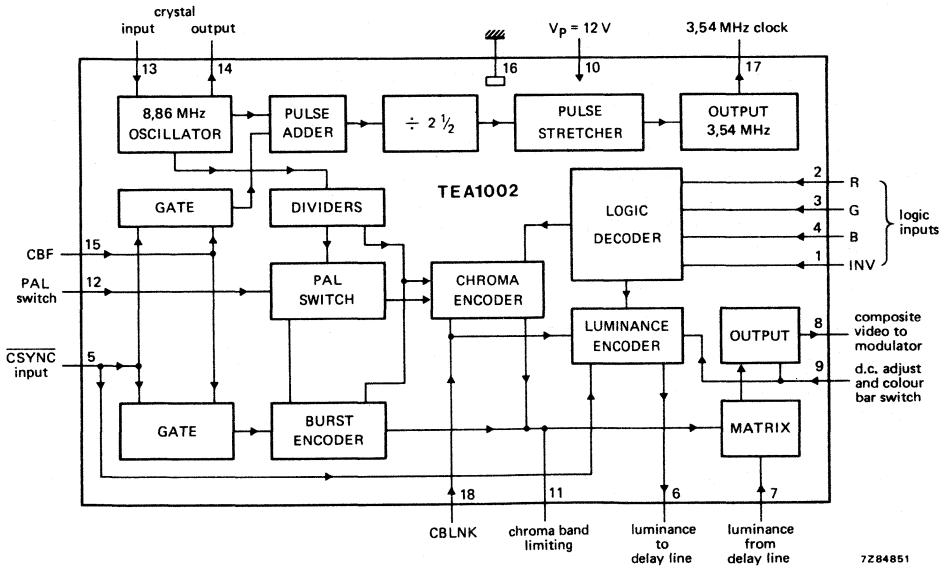 crystal
input
output
V_P = 12 V
3,54 MHz clock
13
14
16
10
17
8,86 MHz
OSCILLATOR
PULSE
ADDER
÷ 2 1/2
PULSE
STRETCHER
OUTPUT
3,54 MHz
TEA1002
GATE
DIVIDERS
LOGIC
DECODER
2
R
3
G
4
B
1
INV
logic
inputs
CBF
15
PAL
switch
12
PAL
SWITCH
CHROMA
ENCODER
CSYNC
input
5
LUMINANCE
ENCODER
OUTPUT
8
composite
video to
modulator
9
d.c. adjust
and colour
bar switch
GATE
BURST
ENCODER
MATRIX
18
11
6
7
CBLNK
chroma band
limiting
luminance
to
delay line
luminance
from
delay line
7Z84851